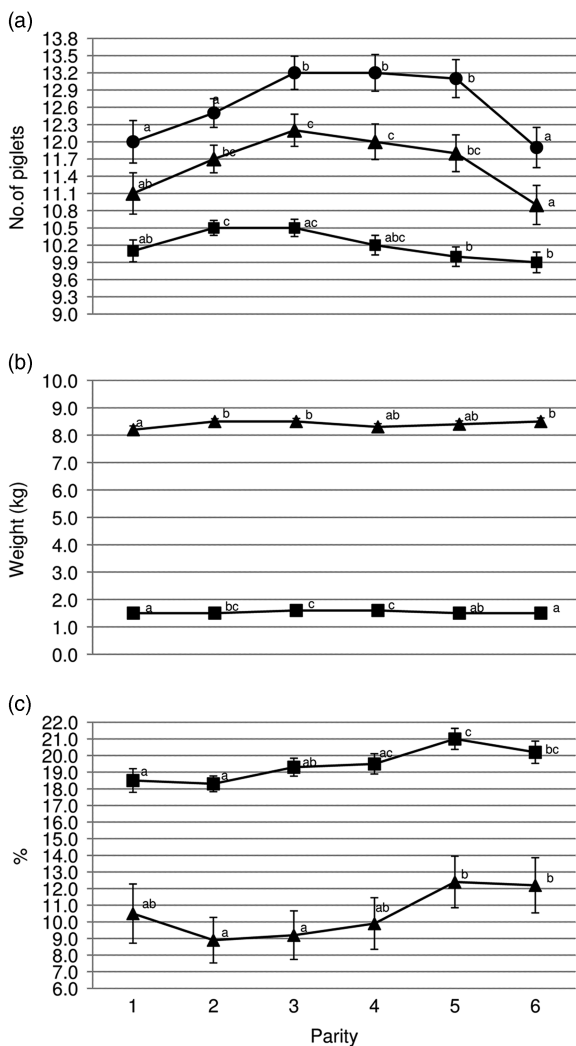 (a)
No.of piglets
13.8
13.5
13.2
12.9
12.6
12.3
12.0
11.7
11.4
11.1
10.8
10.5
10.2
9.9
9.6
9.3
9.0
a
a
b
b
b
a
ab
bc
c
c
bc
a
ab
c
ac
abc
b
b
(b)
Weight (kg)
10.0
9.0
8.0
7.0
6.0
5.0
4.0
3.0
2.0
1.0
0.0
a
b
b
ab
ab
b
a
bc
c
c
ab
a
(c)
%
22.0
21.0
20.0
19.0
18.0
17.0
16.0
15.0
14.0
13.0
12.0
11.0
10.0
9.0
8.0
7.0
6.0
a
a
ab
ac
c
bc
ab
a
a
ab
b
b
1 2 3 4 5 6
Parity